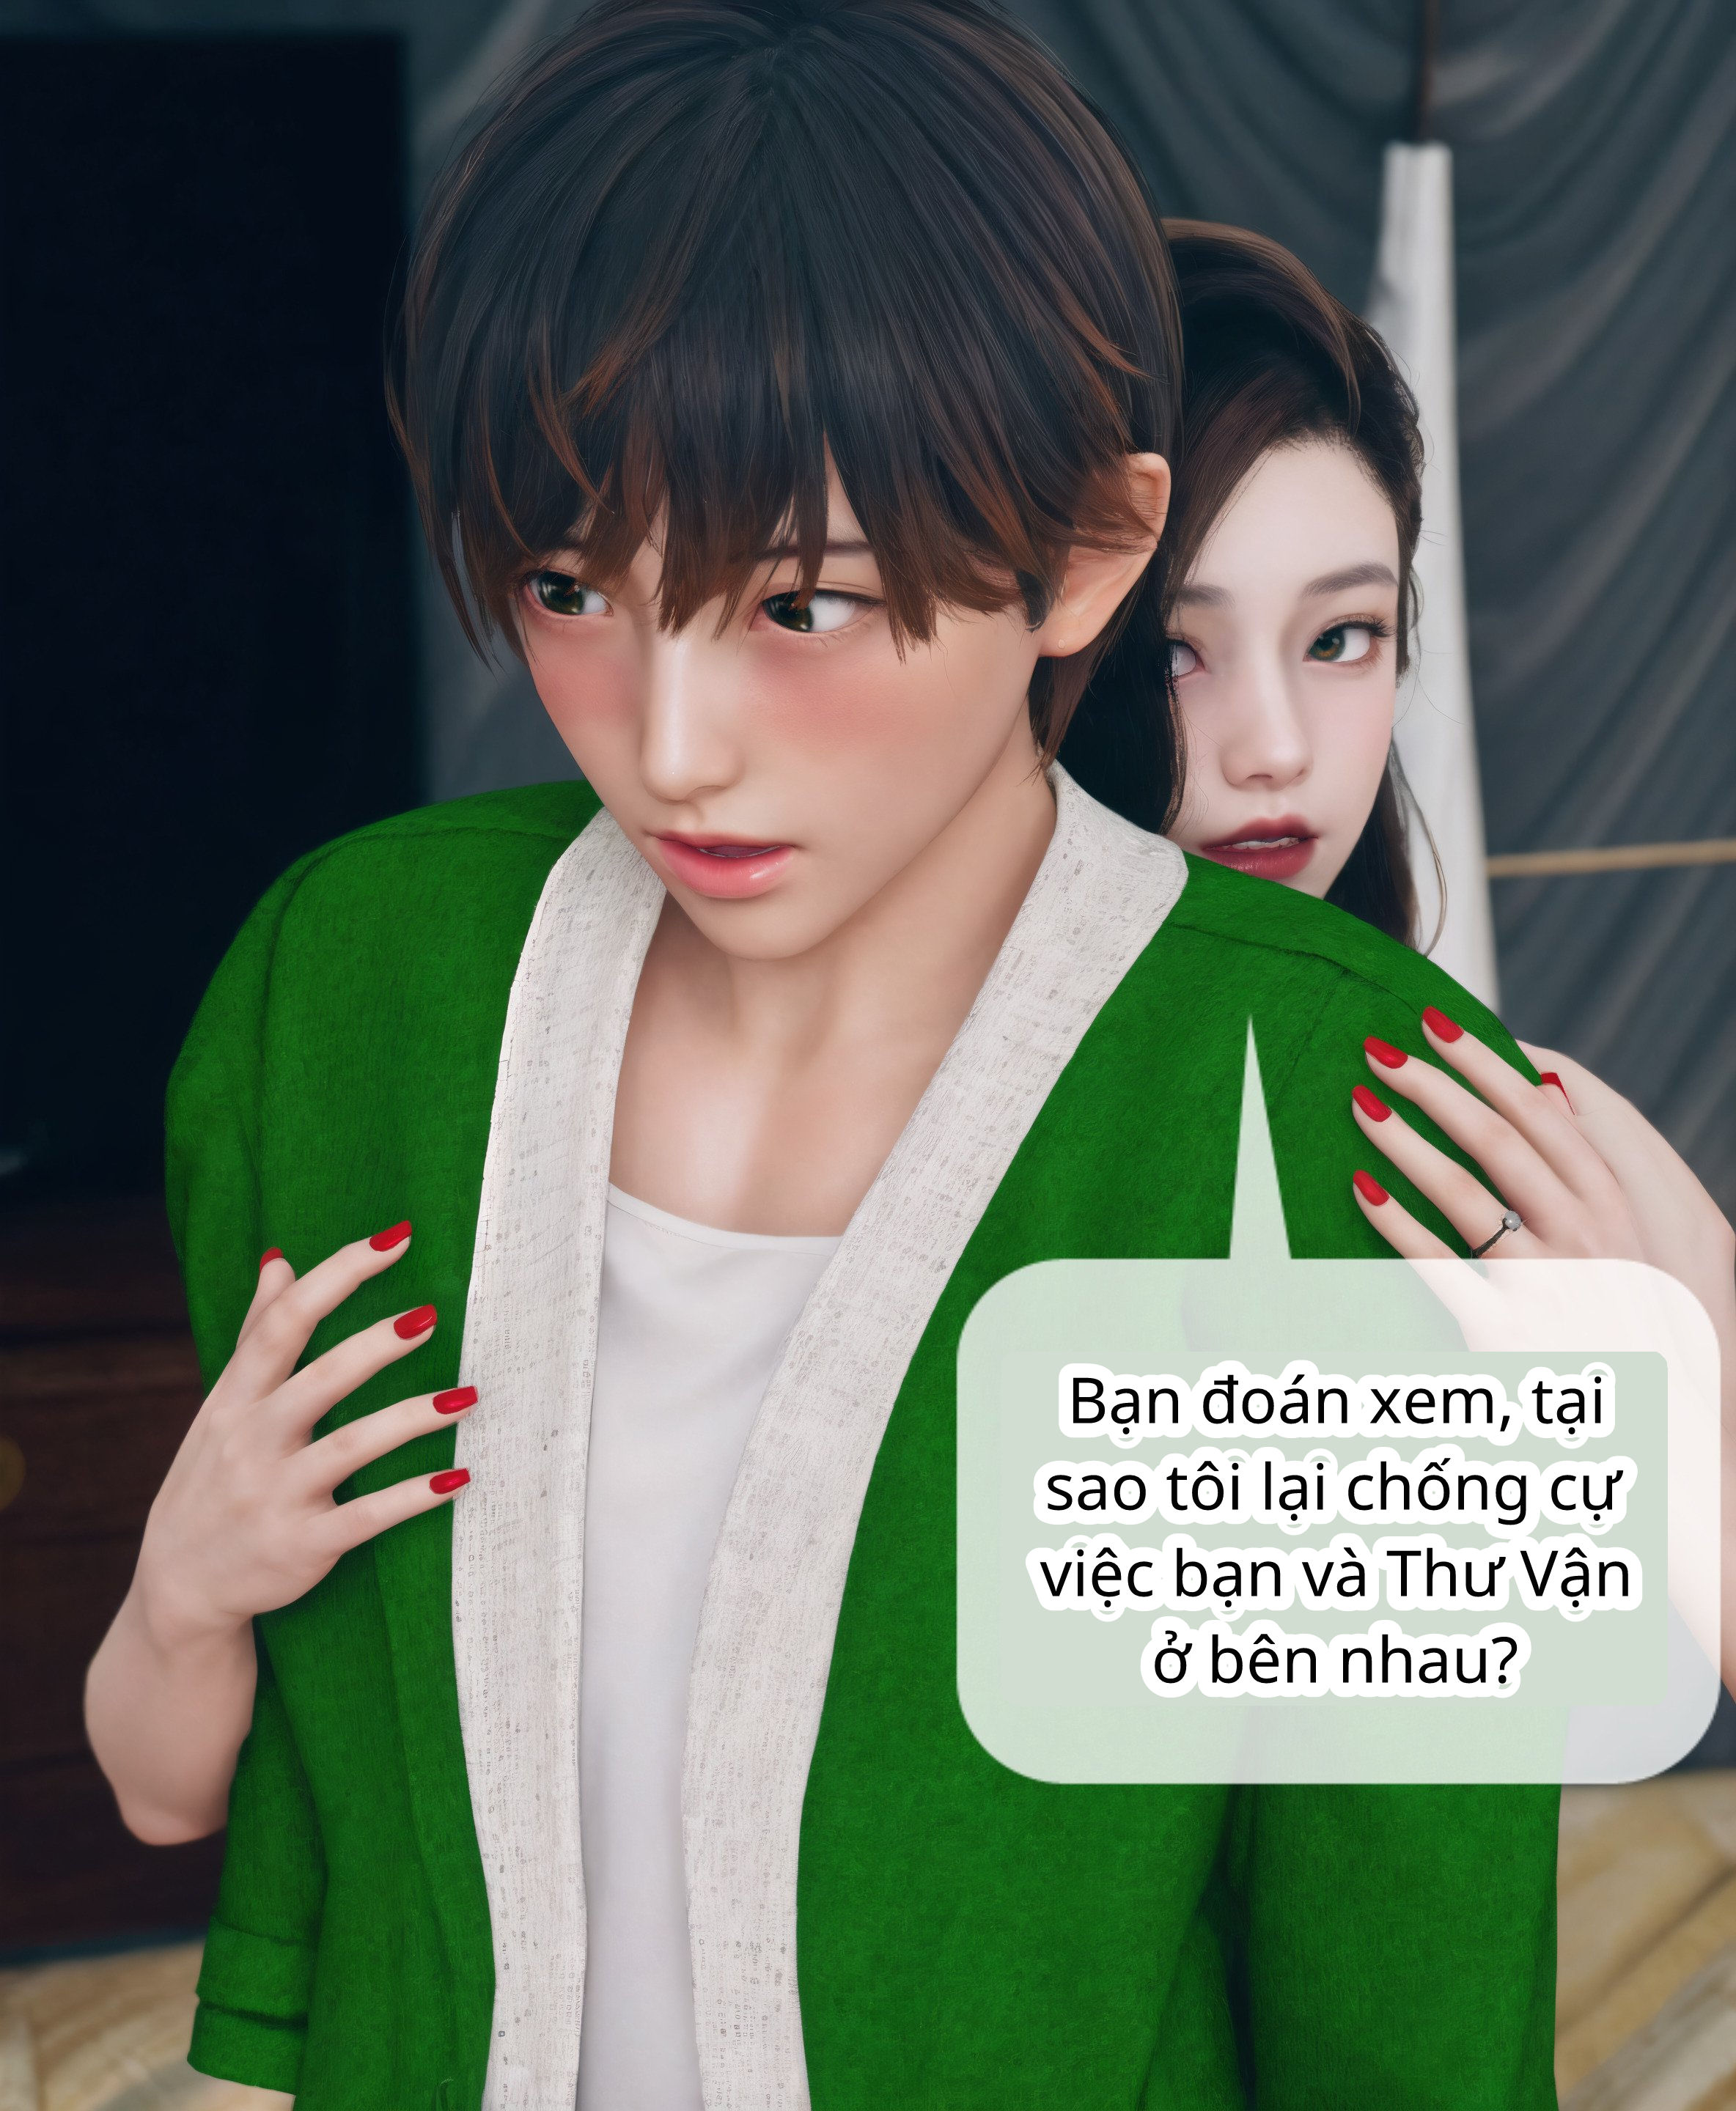 Bạn đoán xem, tại
sao tôi lại chống cự
việc bạn và Thư Vận
ở bên nhau?